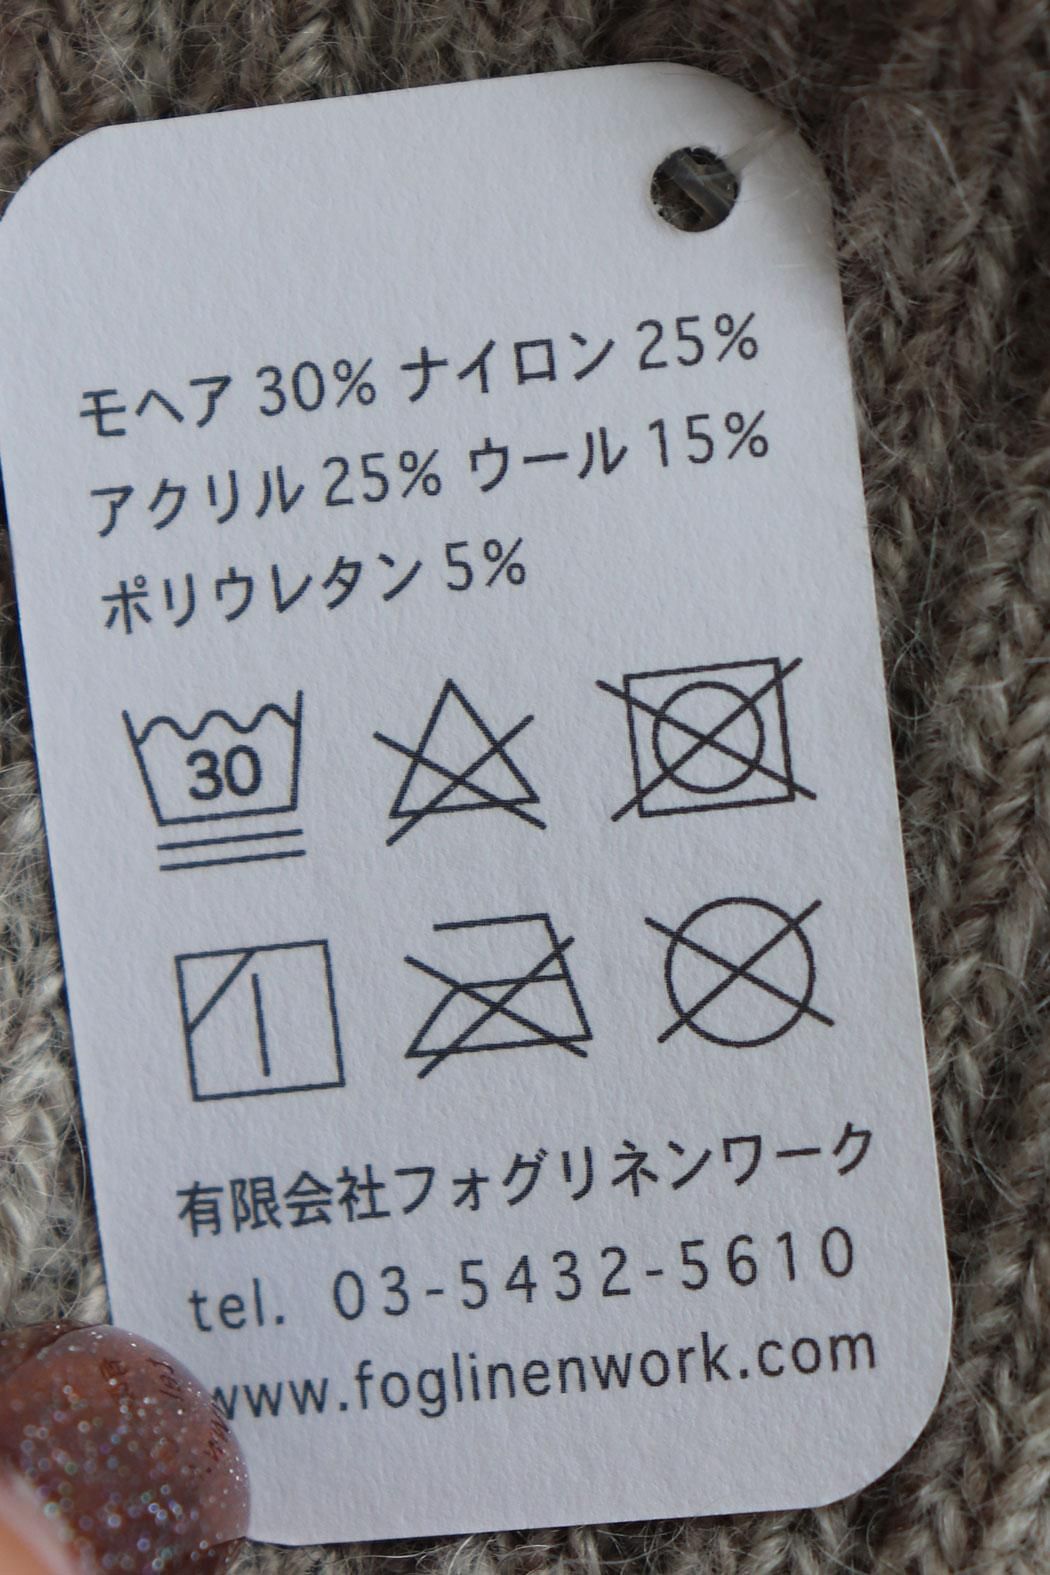 モヘア 30% ナイロン 25%
アクリル 25% ウール 15%
ポリウレタン 5%
30
有限会社フォグリネンワーク
tel. 03-5432-5610
www.foglinenwork.com